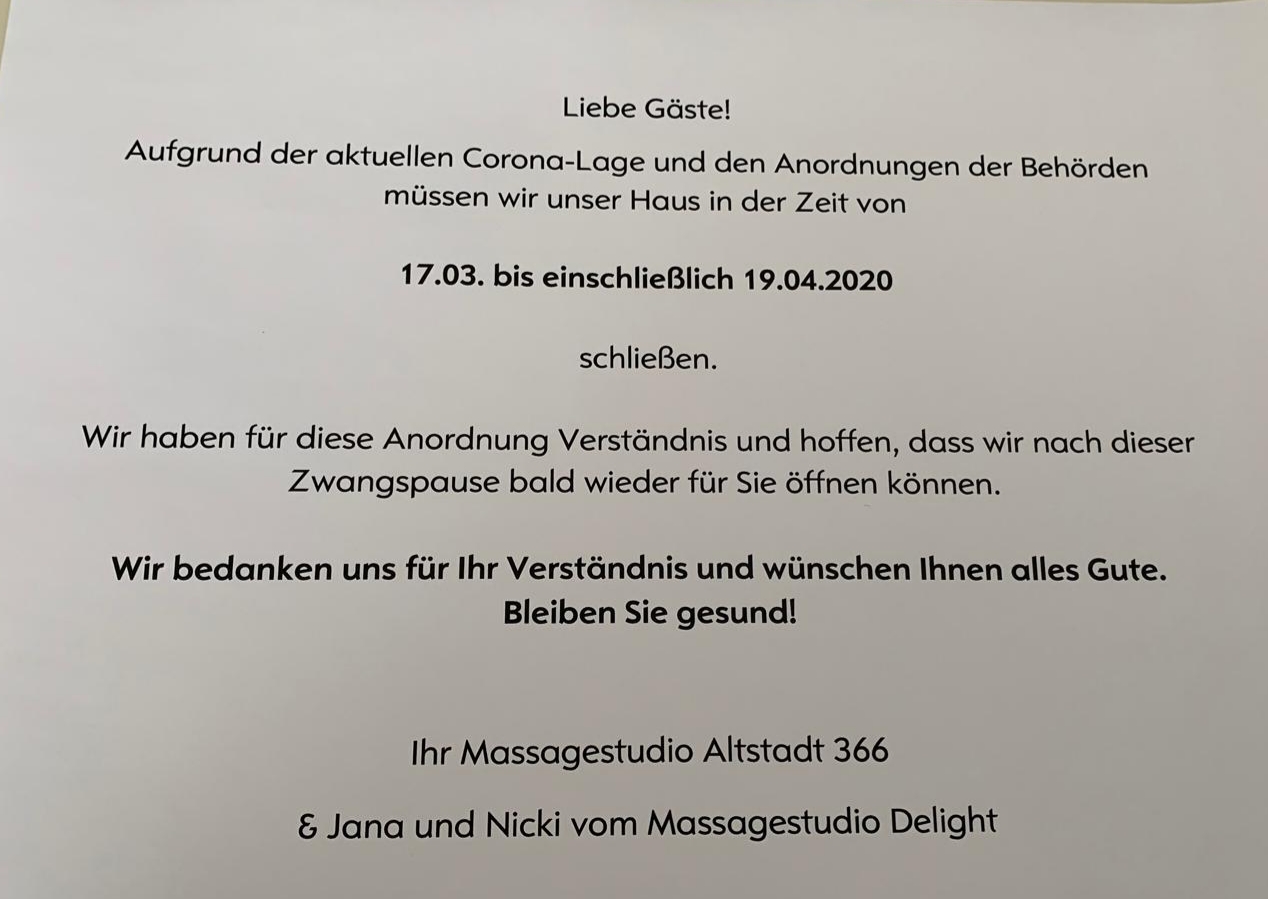 Liebe Gäste!
Aufgrund der aktuellen Corona-Lage und den Anordnungen der Behörden
müssen wir unser Haus in der Zeit von
17.03. bis einschließlich 19.04.2020
schließen.
Wir haben für diese Anordnung Verständnis und hoffen, dass wir nach dieser
Zwangspause bald wieder für Sie öffnen können.
Wir bedanken uns für Ihr Verständnis und wünschen Ihnen alles Gute.
Bleiben Sie gesund!
Ihr Massagestudio Altstadt 366
& Jana und Nicki vom Massagestudio Delight